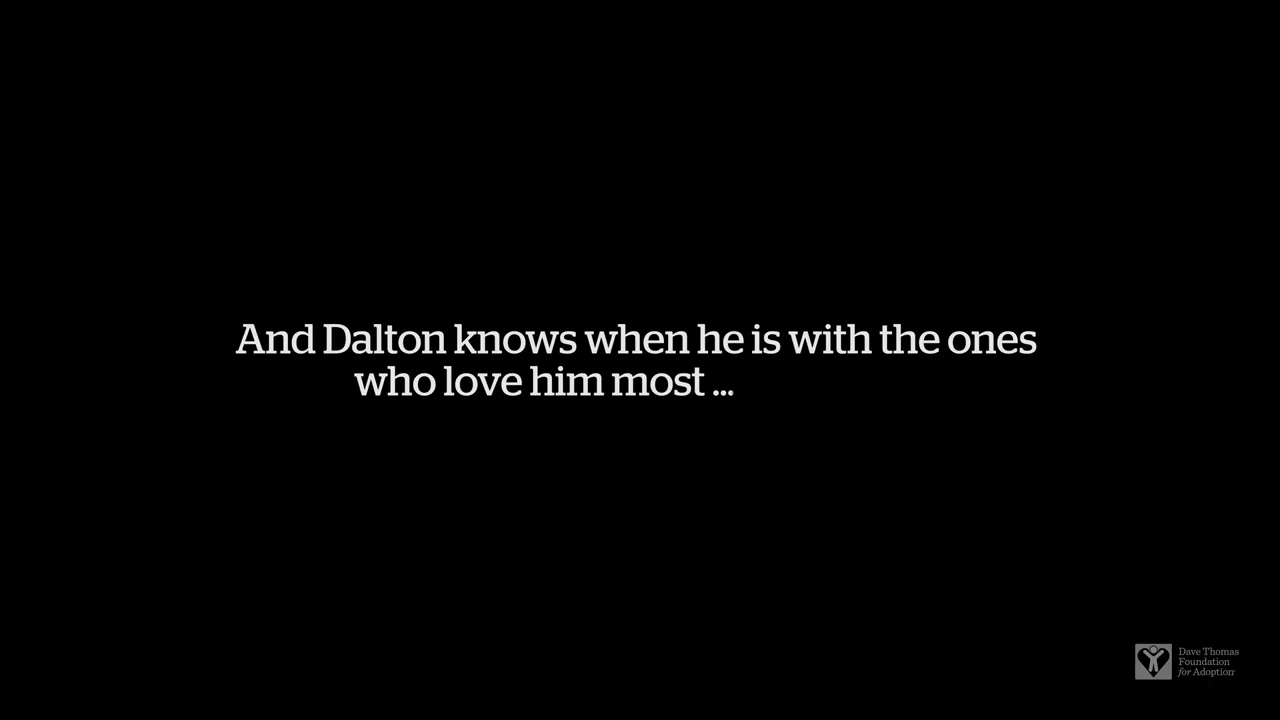 And Dalton knows when he is with the ones
who love him most ...
Dave Thomas
Foundation
for Adoption